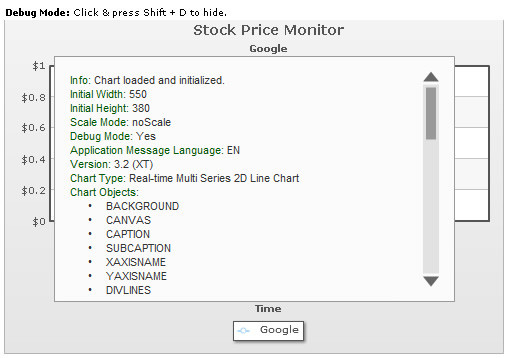 Debug Mode: Click & press Shift + D to hide.
Stock Price Monitor
Google
$1
$0.8
$0.6
$0.4
$0.2
$0
Info: Chart loaded and initialized.
Initial Width: 550
Initial Height: 380
Scale Mode: noScale
Debug Mode: Yes
Application Message Language: EN
Version: 3.2 (XT)
Chart Type: Real-time Multi Series 2D Line Chart
Chart Objects:
• BACKGROUND
• CANVAS
• CAPTION
• SUBCAPTION
• XAXISNAME
• YAXISNAME
• DIVLINES
Time
Google